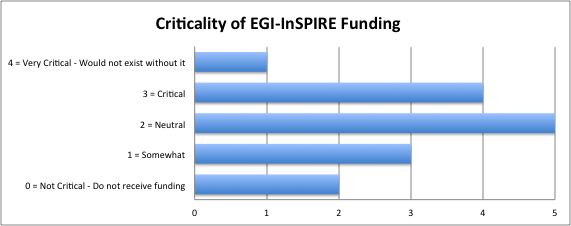 Criticality of EGI-InSPIRE Funding
4 = Very Critical - Would not exist without it
3 = Critical
2 = Neutral
1 = Somewhat
0 = Not Critical - Do not receive funding
0 1 2 3 4 5